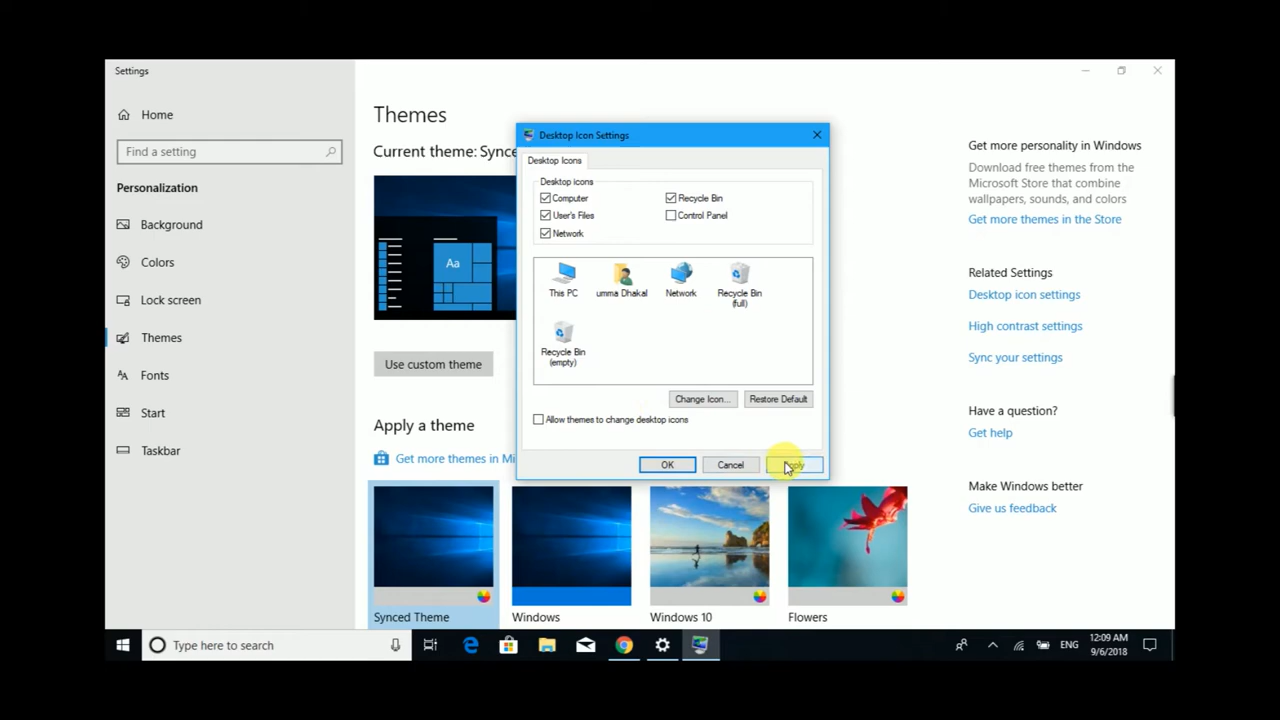 Settings
Home
Find a setting
Personalization
Background
Colors
Lock screen
Themes
Fonts
Start
Taskbar
Themes
Current theme: Synce
Aa
Use custom theme
Apply a theme
Get more themes in Mi
Synced Theme
Windows
Windows 10
Flowers
Desktop Icon Settings
Desktop Icons
Desktop icons
Computer
Recycle Bin
User's Files
Control Panel
Network
This PC
umma Dhakal
Network
Recycle Bin
(full)
Recycle Bin
(empty)
Change Icon...
Restore Default
Allow themes to change desktop icons
OK
Cancel
Apply
Get more personality in Windows
Download free themes from the
Microsoft Store that combine
wallpapers, sounds, and colors
Get more themes in the Store
Related Settings
Desktop icon settings
High contrast settings
Sync your settings
Have a question?
Get help
Make Windows better
Give us feedback
Type here to search
ENG
12:09 AM
9/6/2018